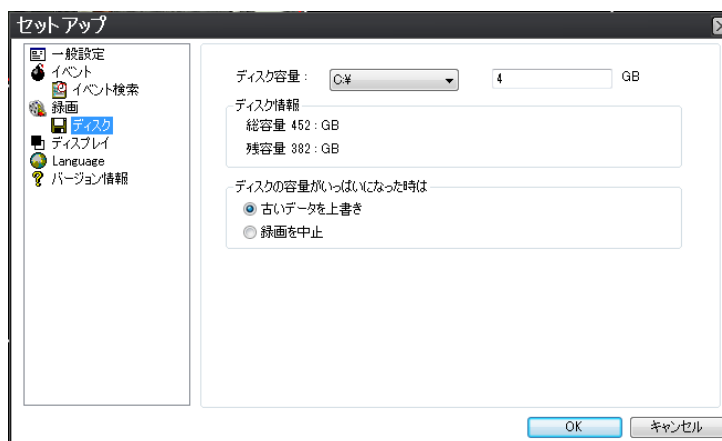 セットアップ
一般設定
イベント
イベント検索
録画
ディスク
ディスプレイ
Language
バージョン情報
ディスク容量 : C:¥ 4 GB
ディスク情報
総容量 452 : GB
残容量 382 : GB
ディスクの容量がいっぱいになった時は
古いデータを上書き
録画を中止
OK キャンセル